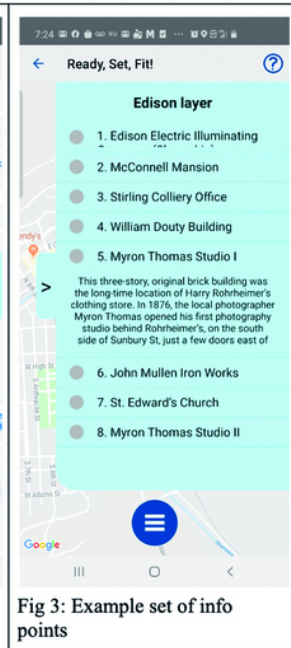 7:24
Ready, Set, Fit!
?
Edison layer
1. Edison Electric Illuminating
2. McConnell Mansion
3. Stirling Colliery Office
4. William Douty Building
5. Myron Thomas Studio I
This three-story, original brick building was
the long-time location of Harry Rohrheimer's
clothing store. In 1876, the local photographer
Myron Thomas opened his first photography
studio behind Rohrheimer's, on the south
side of Sunbury St, just a few doors east of
6. John Mullen Iron Works
7. St. Edward's Church
8. Myron Thomas Studio II
endy's
>
W High St
W Adams St
Google
Fig 3: Example set of info
points